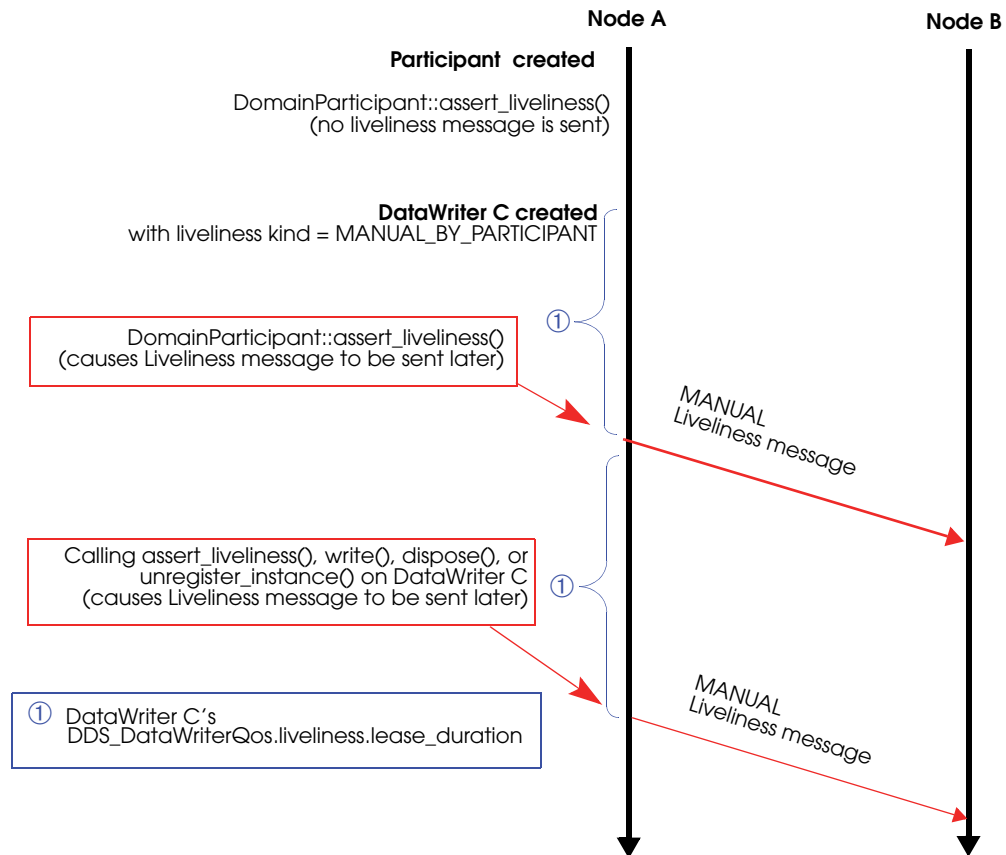 Node A
Node B
Participant created
DomainParticipant::assert_liveliness()
(no liveliness message is sent)
DataWriter C created
with liveliness kind = MANUAL_BY_PARTICIPANT
①
DomainParticipant::assert_liveliness()
(causes Liveliness message to be sent later)
MANUAL
Liveliness message
Calling assert_liveliness(), write(), dispose(), or
unregister_instance() on DataWriter C
(causes Liveliness message to be sent later)
①
MANUAL
Liveliness message
① DataWriter C's
DDS_DataWriterQos.liveliness.lease_duration